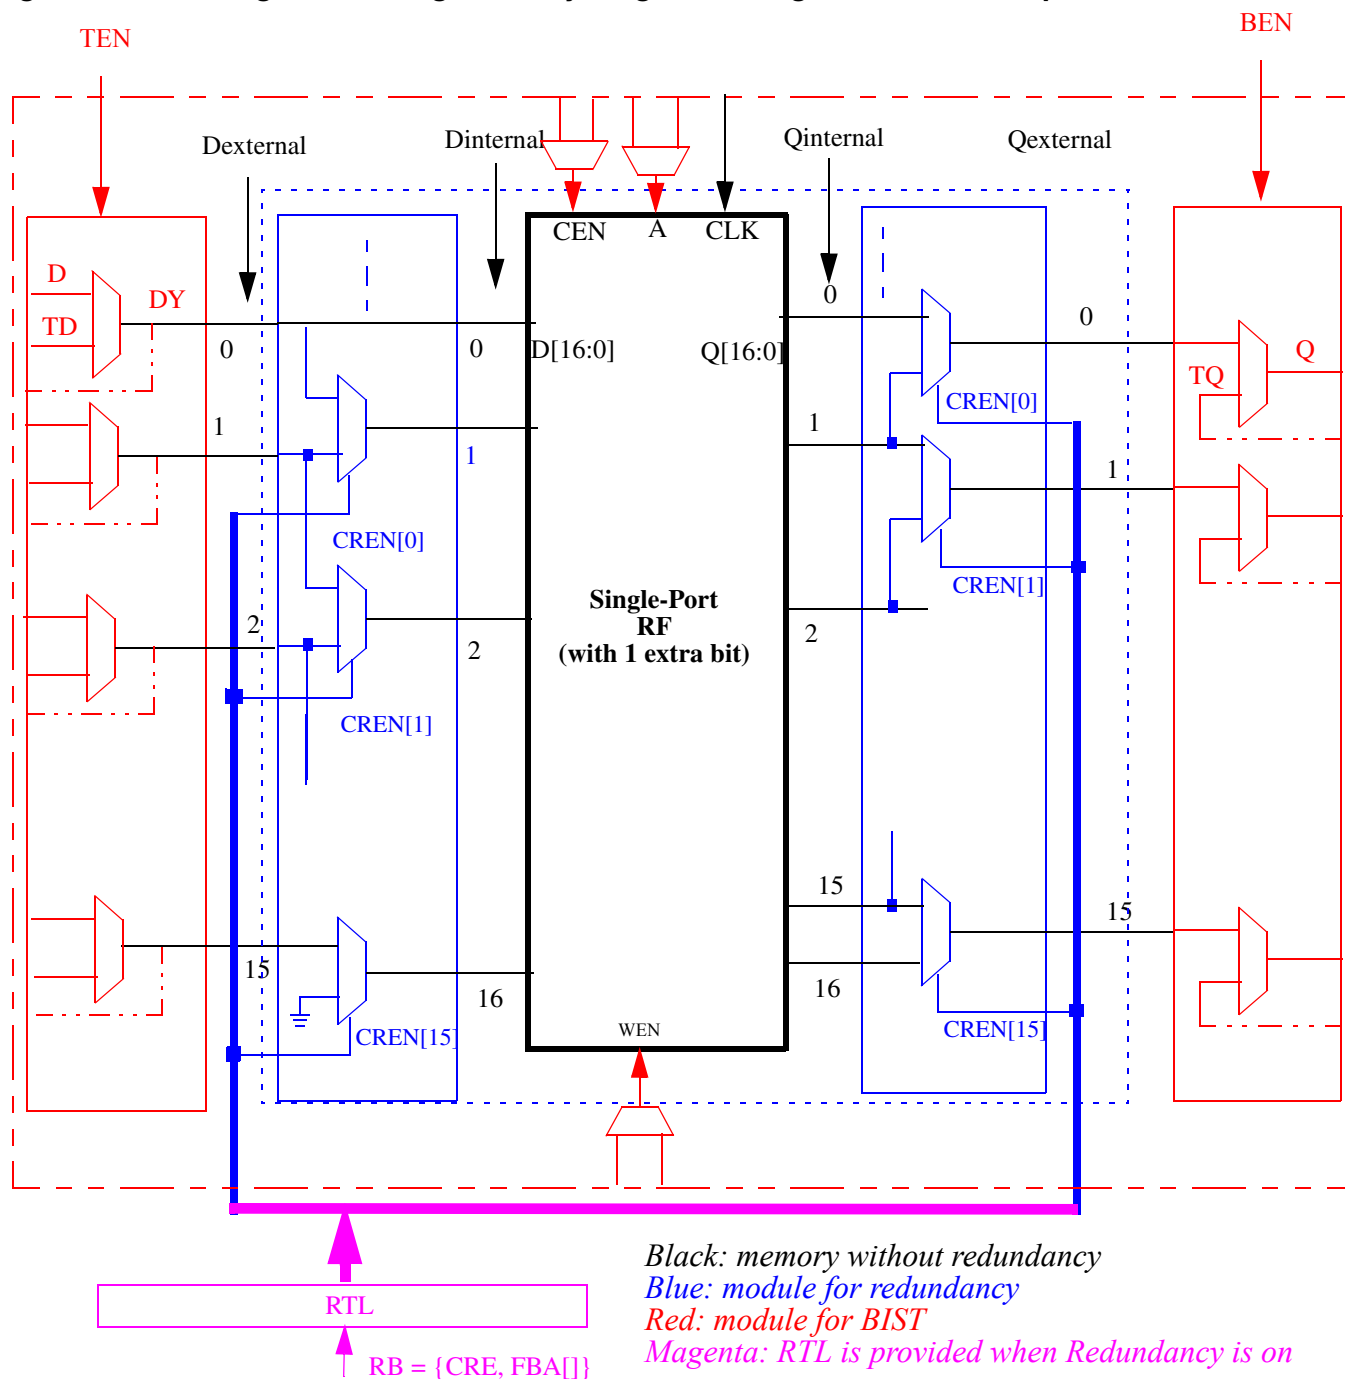 TEN
BEN
Dexternal
Dinternal
Qinternal
Qexternal
CEN
A
CLK
D
TD
DY
0
0
D[16:0]
Q[16:0]
0
0
TQ
Q
CREN[0]
1
1
1
1
CREN[0]
CREN[1]
2
2
2
CREN[1]
Single-Port
RF
(with 1 extra bit)
15
15
15
16
16
CREN[15]
CREN[15]
WEN
RTL
RB = {CRE, FBA[]}
Black: memory without redundancy
Blue: module for redundancy
Red: module for BIST
Magenta: RTL is provided when Redundancy is on